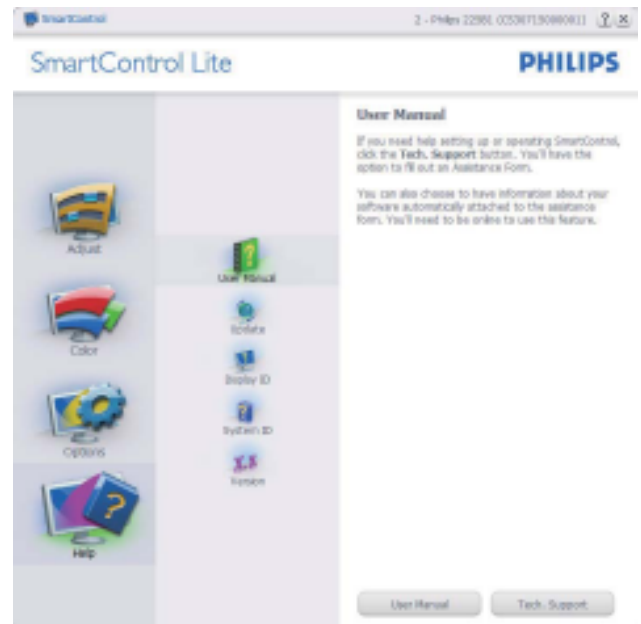 SmartControl
2 - Philips
SmartControl Lite
PHILIPS
User Manual
If you need help setting up or operating SmartControl,
click the Tech. Support button. You'll have the
option to fill out an Assistance Form.
You can also choose to have information about your
software automatically attached to the assistance
form. You'll need to be online to use this feature.
Adjust
User Manual
Update
Color
Display ID
System ID
Options
Version
Help
User Manual
Tech. Support